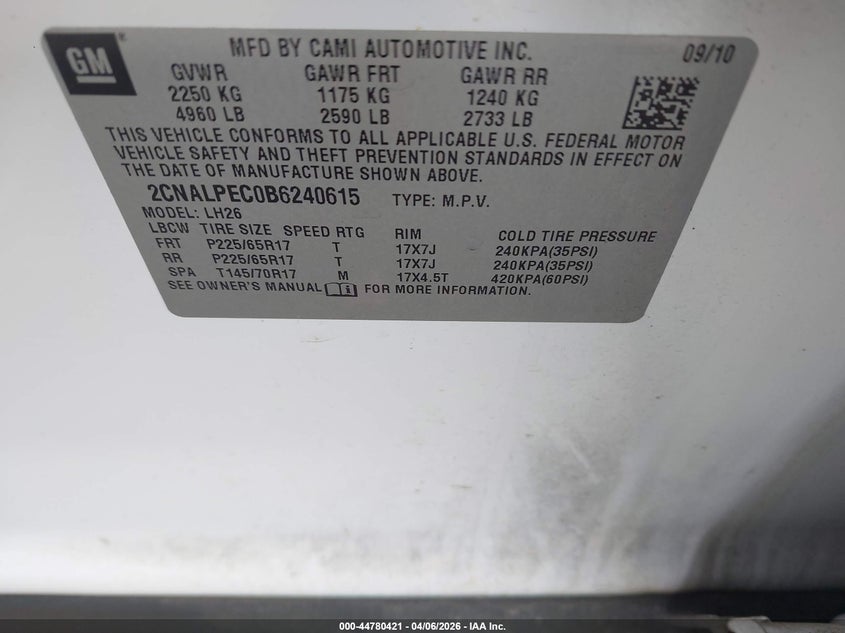 GM
MFD BY CAMI AUTOMOTIVE INC. 09/10
GVWR GAWR FRT GAWR RR
2250 KG 1175 KG 1240 KG
4960 LB 2590 LB 2733 LB
THIS VEHICLE CONFORMS TO ALL APPLICABLE U.S. FEDERAL MOTOR
VEHICLE SAFETY AND THEFT PREVENTION STANDARDS IN EFFECT ON
THE DATE OF MANUFACTURE SHOWN ABOVE.
2CNALPEC0B6240615 TYPE: M.P.V.
MODEL: LH26
LBCW TIRE SIZE SPEED RTG RIM COLD TIRE PRESSURE
FRT P225/65R17 T 17X7J 240KPA(35PSI)
RR P225/65R17 T 17X7J 240KPA(35PSI)
SPA T145/70R17 M 17X4.5T 420KPA(60PSI)
SEE OWNER'S MANUAL FOR MORE INFORMATION.
000-44780421 - 04/06/2026 - IAA Inc.